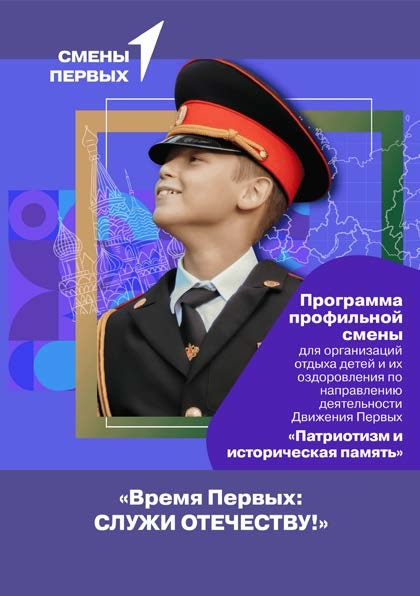 СМЕНЫ
ПЕРВЫХ
Программа
профильной
смены
для организаций
отдыха детей и их
оздоровления по
направлению
деятельности
Движения Первых
«Патриотизм и
историческая память»
«Время Первых:
СЛУЖИ ОТЕЧЕСТВУ!»